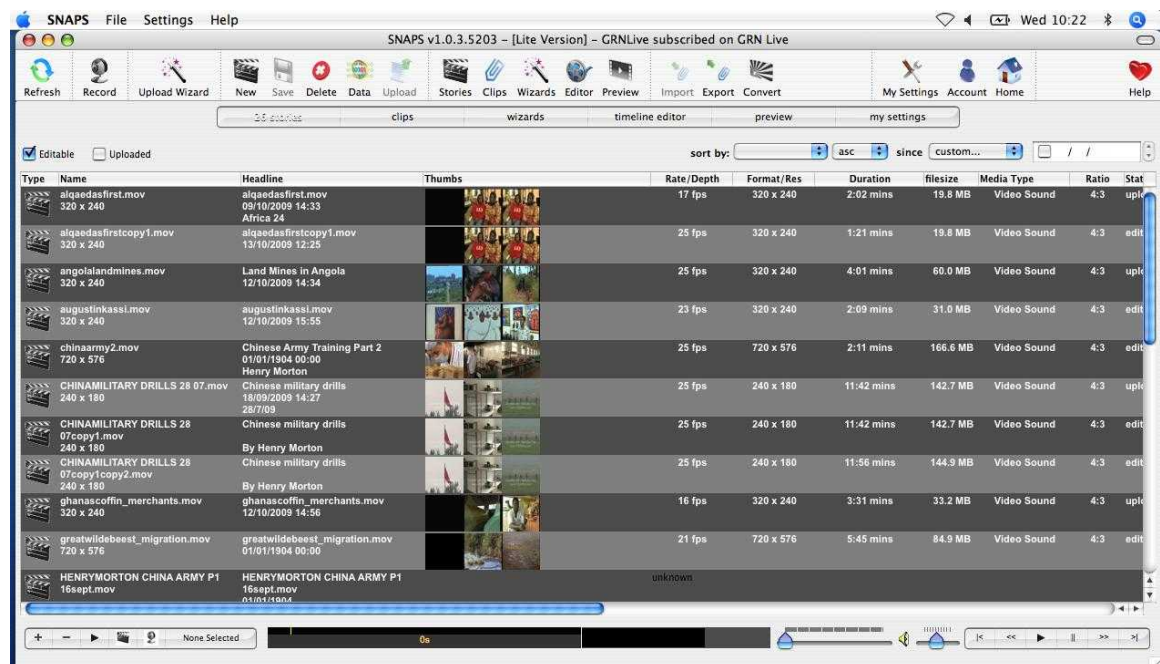 SNAPS File Settings Help Wed 10:22
SNAPS v1.0.3.5203 - [Lite Version] - GRNLive subscribed on GRN Live
Refresh Record Upload Wizard New Save Delete Data Upload Stories Clips Wizards Editor Preview Import Export Convert My Settings Account Home Help
26 stories clips wizards timeline editor preview my settings
Editable Uploaded sort by: asc since custom... / /
Type Name Headline Thumbs Rate/Depth Format/Res Duration filesize Media Type Ratio Stat
alqaedasfirst.mov alqaedasfirst.mov 17 fps 320 x 240 2:02 mins 19.8 MB Video Sound 4:3 uplo
320 x 240 09/10/2009 14:33
Africa 24
alqaedasfirstcopy1.mov alqaedasfirstcopy1.mov 25 fps 320 x 240 1:21 mins 19.8 MB Video Sound 4:3 edit
320 x 240 13/10/2009 12:25
angolalandmines.mov Land Mines in Angola 25 fps 320 x 240 4:01 mins 60.0 MB Video Sound 4:3 uplo
320 x 240 12/10/2009 14:34
augustinkassi.mov augustinkassi.mov 23 fps 320 x 240 2:09 mins 31.0 MB Video Sound 4:3 edit
320 x 240 12/10/2009 15:55
chinaarmy2.mov Chinese Army Training Part 2 25 fps 720 x 576 2:11 mins 166.6 MB Video Sound 4:3 edit
720 x 576 01/01/1904 00:00
Henry Morton
CHINAMILITARY DRILLS 28 07.mov Chinese military drills 25 fps 240 x 180 11:42 mins 142.7 MB Video Sound 4:3 uplo
240 x 180 18/09/2009 14:27
28/7/09
CHINAMILITARY DRILLS 28 Chinese military drills 25 fps 240 x 180 11:42 mins 142.7 MB Video Sound 4:3 edit
07copy1.mov
240 x 180 By Henry Morton
CHINAMILITARY DRILLS 28 Chinese military drills 25 fps 240 x 180 11:56 mins 144.9 MB Video Sound 4:3 edit
07copy1copy2.mov
240 x 180 By Henry Morton
ghanascoffin_merchants.mov ghanascoffin_merchants.mov 16 fps 320 x 240 3:31 mins 33.2 MB Video Sound 4:3 uplo
320 x 240 12/10/2009 14:56
greatwildebeest_migration.mov greatwildebeest_migration.mov 21 fps 720 x 576 5:45 mins 84.9 MB Video Sound 4:3 edit
720 x 576 01/01/1904 00:00
HENRYMORTON CHINA ARMY P1 HENRYMORTON CHINA ARMY P1 unknown
16sept.mov 16sept.mov
01/01/1904
None Selected 0s